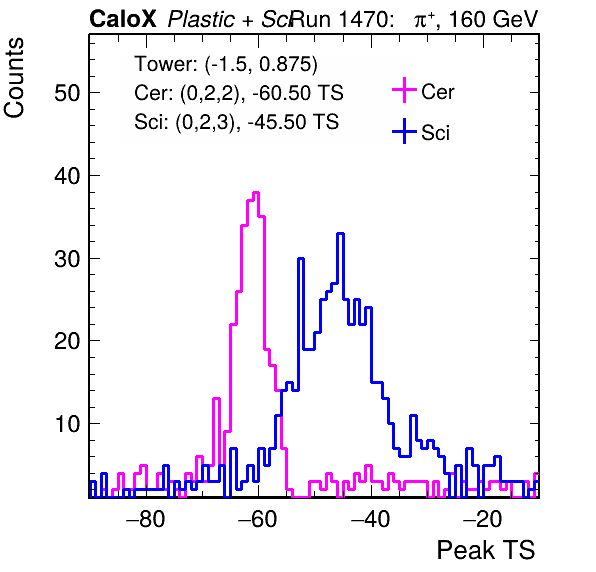 CaloX Plastic + Sci Run 1470: π⁺, 160 GeV
Counts
Tower: (-1.5, 0.875)
Cer: (0,2,2), -60.50 TS
Sci: (0,2,3), -45.50 TS
Cer
Sci
50
40
30
20
10
−80 −60 −40 −20
Peak TS